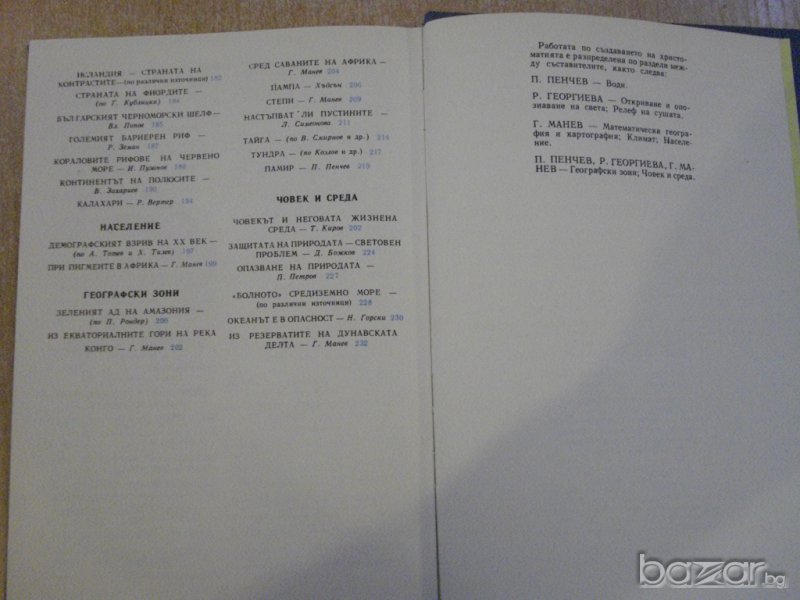 ИСЛАНДИЯ — СТРАНАТА НА
КОНТРАСТИТЕ — (по различни източници) 182
СТРАНАТА НА ФИОРДИТЕ —
(по Г. Кублицки) 184
БЪЛГАРСКИЯТ ЧЕРНОМОРСКИ ШЕЛФ —
Вл. Попов 185
ГОЛЕМИЯТ БАРИЕРЕН РИФ —
Р. Земан 187
КОРАЛОВИТЕ РИФОВЕ НА ЧЕРВЕНО
МОРЕ — И. Пузанов 189
КОНТИНЕНТЪТ НА ПОЛЮСИТЕ —
В. Захариев 190
КАЛАХАРИ — Р. Вертер 194
НАСЕЛЕНИЕ
ДЕМОГРАФСКИЯТ ВЗРИВ НА XX ВЕК —
(по А. Топъв и Х. Тилев) 197
ПРИ ПИГМЕИТЕ В АФРИКА — Г. Манев 199
ГЕОГРАФСКИ ЗОНИ
ЗЕЛЕНИЯТ АД НА АМАЗОНИЯ —
(по П. Рондер) 200
ИЗ ЕКВАТОРИАЛНИТЕ ГОРИ НА РЕКА
КОНГО — Г. Манев 202
СРЕД САВАНИТЕ НА АФРИКА —
Г. Манев 204
ПАМПА — Хъдсън 206
СТЕПИ — Г. Манев 209
НАСТЪПВАТ ЛИ ПУСТИНИТЕ —
Л. Симеонова 211
ТАЙГА — (по В. Смирнов и др.) 214
ТУНДРА — (по Козлов и др.) 217
ПАМИР — П. Пенчев 219
ЧОВЕК И СРЕДА
ЧОВЕКЪТ И НЕГОВАТА ЖИЗНЕНА
СРЕДА — Т. Киров 202
ЗАЩИТАТА НА ПРИРОДАТА — СВЕТОВЕН
ПРОБЛЕМ — Д. Божков 224
ОПАЗВАНЕ НА ПРИРОДАТА —
П. Петров 227
«БОЛНОТО» СРЕДИЗЕМНО МОРЕ —
(по различни източници) 228
ОКЕАНЪТ Е В ОПАСНОСТ — Н. Горски 230
ИЗ РЕЗЕРВАТИТЕ НА ДУНАВСКАТА
ДЕЛТА — Г. Манев 232
Работата по създаването на христо-
матията е разпределена по раздели меж-
ду съставителите, както следва:
П. ПЕНЧЕВ — Води.
Р. ГЕОРГИЕВА — Откриване и опо-
знаване на света; Релеф на сушата.
Г. МАНЕВ — Математическа геогра-
фия и картография; Климат; Населе-
ние.
П. ПЕНЧЕВ, Р. ГЕОРГИЕВА, Г. МА-
НЕВ — Географски зони; Човек и среда.
bazar.bg